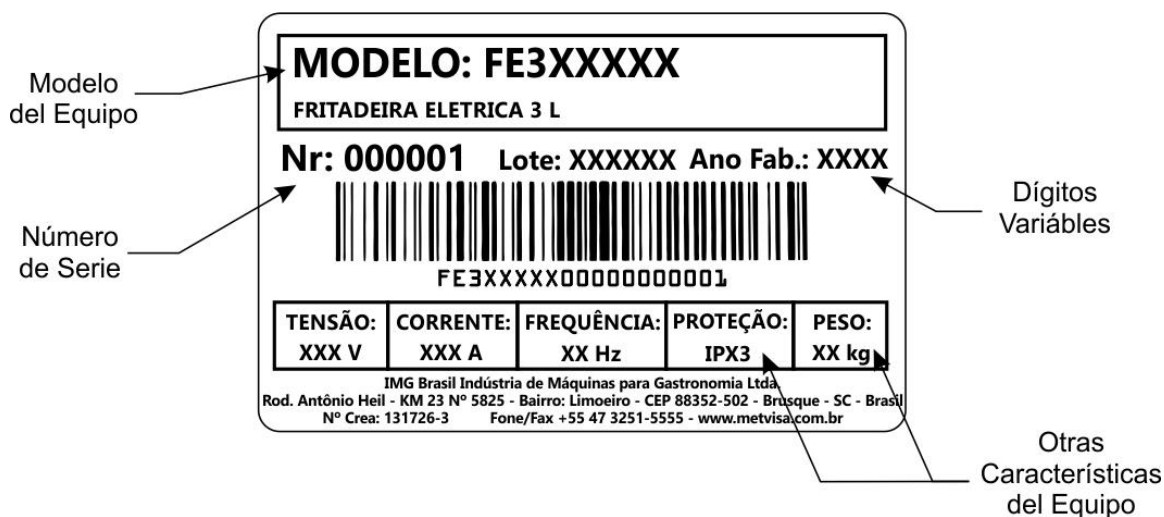 Modelo
del Equipo
MODELO: FE3XXXXX
FRITADEIRA ELETRICA 3 L
Nr: 000001 Lote: XXXXXX Ano Fab.: XXXX
Número
de Serie
Dígitos
Variábles
FE3XXXXX00000000001
TENSÃO: CORRENTE: FREQUÊNCIA: PROTEÇÃO: PESO:
XXX V XXX A XX Hz IPX3 XX kg
IMG Brasil Indústria de Máquinas para Gastronomia Ltda.
Rod. Antônio Heil - KM 23 Nº 5825 - Bairro: Limoeiro - CEP 88352-502 - Brusque - SC - Brasil
Nº Crea: 131726-3 Fone/Fax +55 47 3251-5555 - www.metvisa.com.br
Otras
Características
del Equipo